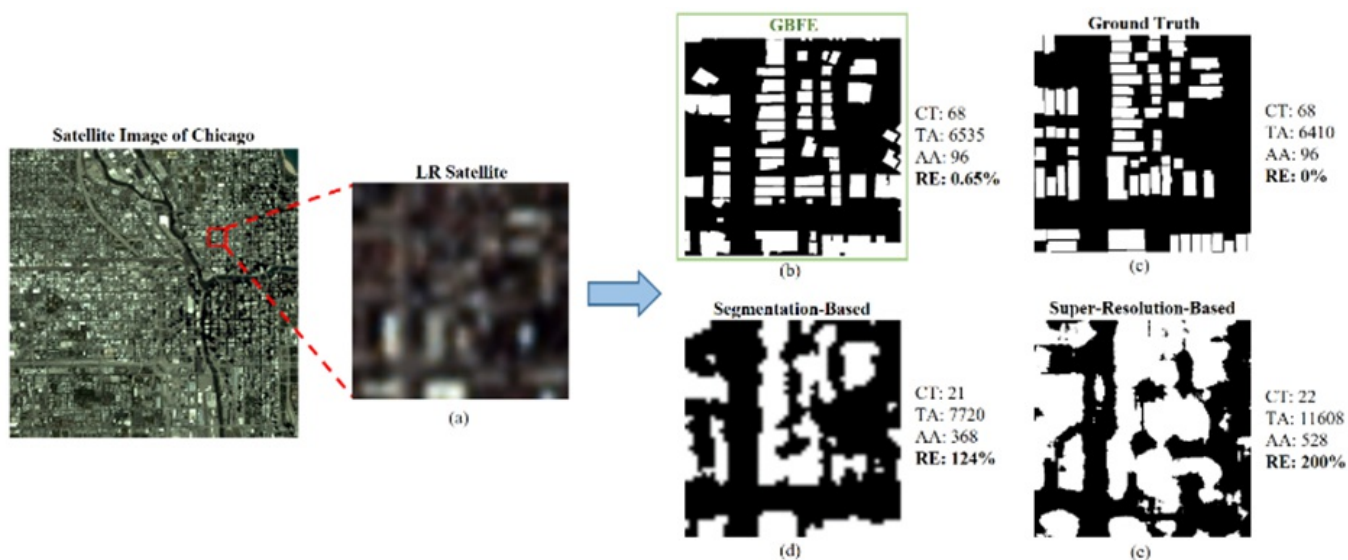 Satellite Image of Chicago
LR Satellite
(a)
GBFE
CT: 68
TA: 6535
AA: 96
RE: 0.65%
(b)
Ground Truth
CT: 68
TA: 6410
AA: 96
RE: 0%
(c)
Segmentation-Based
CT: 21
TA: 7720
AA: 368
RE: 124%
(d)
Super-Resolution-Based
CT: 22
TA: 11608
AA: 528
RE: 200%
(e)